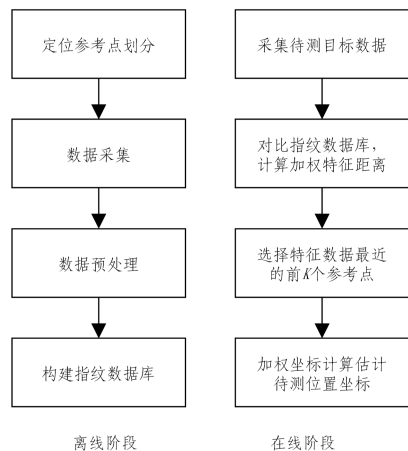 定位参考点划分
数据采集
数据预处理
构建指纹数据库
离线阶段
采集待测目标数据
对比指纹数据库，
计算加权特征距离
选择特征数据最近
的前K个参考点
加权坐标计算估计
待测位置坐标
在线阶段